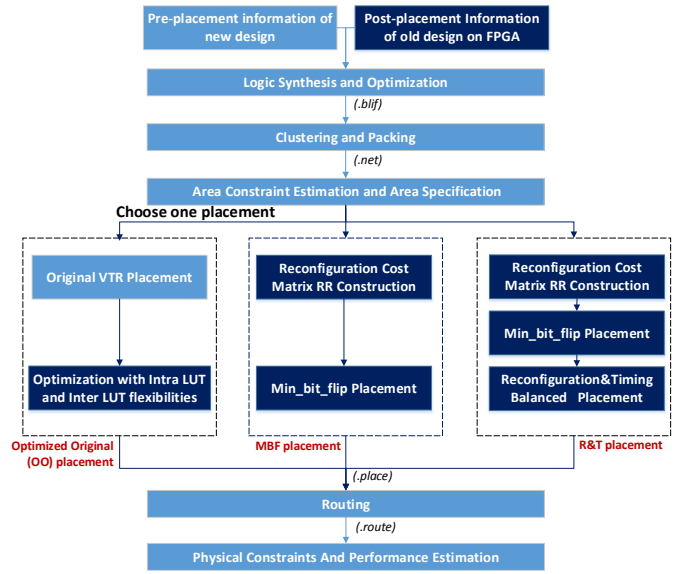 Pre-placement information of
new design
Post-placement Information
of old design on FPGA
Logic Synthesis and Optimization
(.blif)
Clustering and Packing
(.net)
Area Constraint Estimation and Area Specification
Choose one placement
Original VTR Placement
Optimization with Intra LUT
and Inter LUT flexibilities
Optimized Original
(OO) placement
Reconfiguration Cost
Matrix RR Construction
Min_bit_flip Placement
MBF placement
Reconfiguration Cost
Matrix RR Construction
Min_bit_flip Placement
Reconfiguration&Timing
Balanced Placement
R&T placement
(.place)
Routing
(.route)
Physical Constraints And Performance Estimation